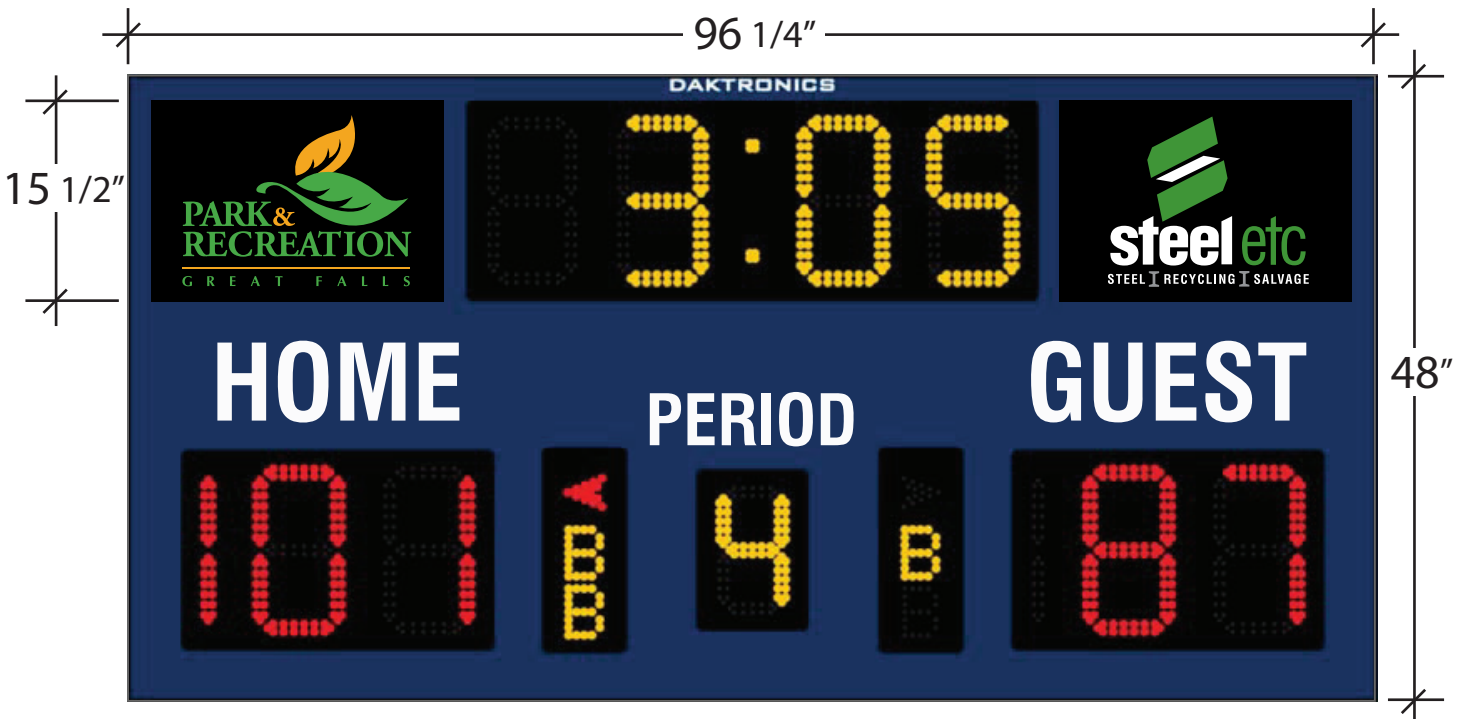 96 1/4”
DAKTRONICS
15 1/2”
PARK &
RECREATION
GREAT FALLS
3:05
steel etc
STEEL RECYCLING SALVAGE
48”
HOME
GUEST
PERIOD
101
B
B
4
B
87